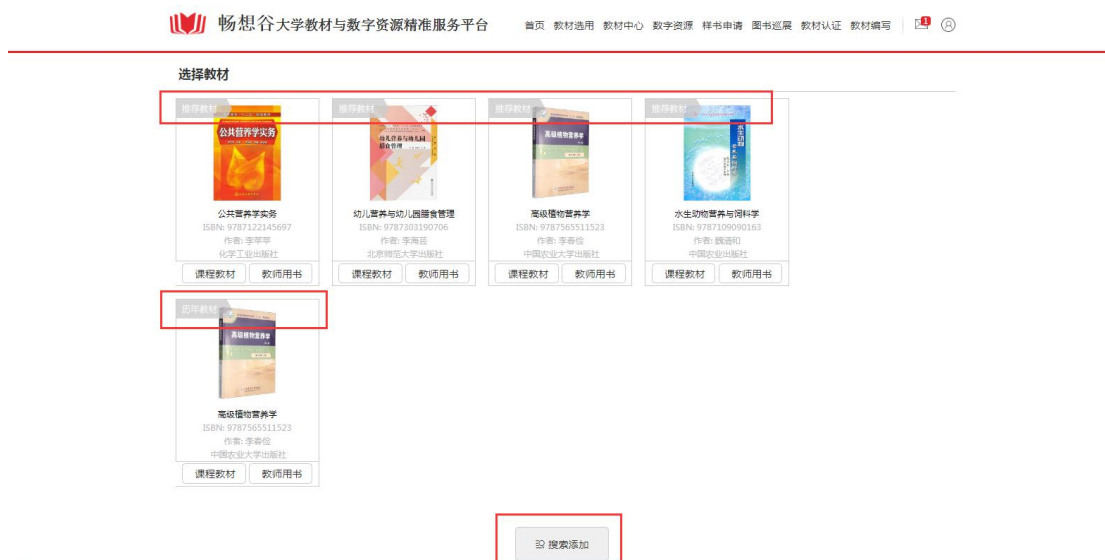 畅想谷大学教材与数字资源精准服务平台
首页 教材选用 教材中心 数字资源 样书申请 图书巡展 教材认证 教材编写
1
选择教材
推荐教材 推荐教材 推荐教材 推荐教材
公共营养学实务 幼儿营养与幼儿园膳食管理 高级植物营养学 水生动物营养与饲料学
公共营养学实务 幼儿营养与幼儿园膳食管理 高级植物营养学 水生动物营养与饲料学
ISBN: 9787122145697 ISBN: 9787303190706 ISBN: 9787565511523 ISBN: 9787109090163
作者: 李苹苹 作者: 李海芸 作者: 李春俭 作者: 魏清和
化学工业出版社 北京师范大学出版社 中国农业大学出版社 中国农业出版社
课程教材 教师用书 课程教材 教师用书 课程教材 教师用书 课程教材 教师用书
历年教材
高级植物营养学
高级植物营养学
ISBN: 9787565511523
作者: 李春俭
中国农业大学出版社
课程教材 教师用书
搜索添加